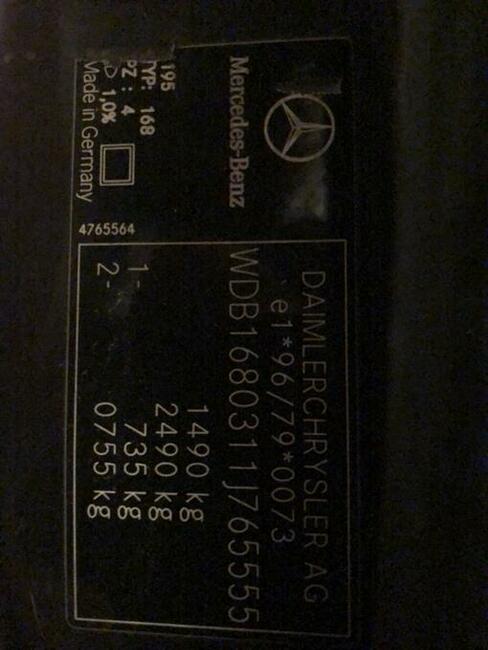 Mercedes-Benz
195
TYP: 168
PZ : 4
1,0%
Made in Germany
4765564
DAIMLERCHRYSLER AG
e1*96/79*0073
WDB1680311J765555
1490 kg
2490 kg
1- 735 kg
2- 0755 kg